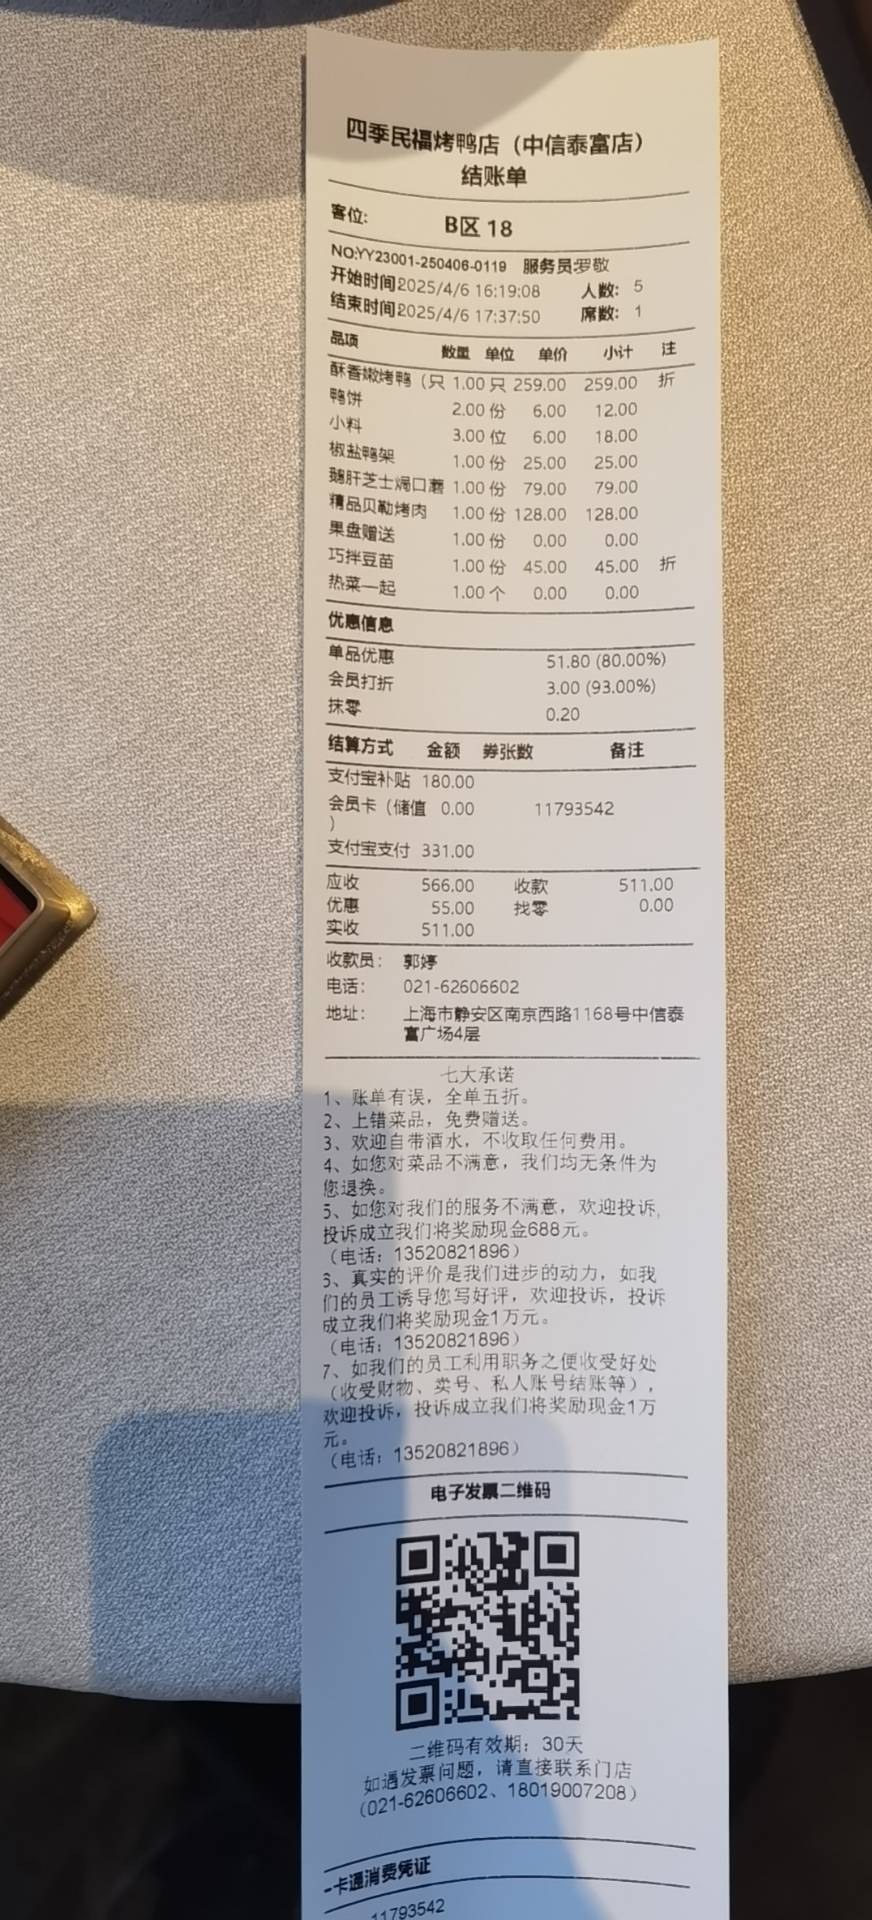 四季民福烤鸭店（中信泰富店）
结账单
客位: B区 18
NO:YY23001-250406-0119 服务员:罗敬
开始时间2025/4/6 16:19:08 人数: 5
结束时间2025/4/6 17:37:50 席数: 1
品项 数量 单位 单价 小计 注
酥香嫩烤鸭（只 1.00 只 259.00 259.00 折
鸭饼 2.00 份 6.00 12.00
小料 3.00 位 6.00 18.00
椒盐鸭架 1.00 份 25.00 25.00
鹅肝芝士焗口蘑 1.00 份 79.00 79.00
精品贝勒烤肉 1.00 份 128.00 128.00
果盘赠送 1.00 份 0.00 0.00
巧拌豆苗 1.00 份 45.00 45.00 折
热菜一起 1.00 个 0.00 0.00
优惠信息
单品优惠 51.80 (80.00%)
会员打折 3.00 (93.00%)
抹零 0.20
结算方式 金额 券张数 备注
支付宝补贴 180.00
会员卡（储值 0.00 11793542
）
支付宝支付 331.00
应收 566.00 收款 511.00
优惠 55.00 找零 0.00
实收 511.00
收款员: 郭婷
电话: 021-62606602
地址: 上海市静安区南京西路1168号中信泰
富广场4层
七大承诺
1、账单有误，全单五折。
2、上错菜品，免费赠送。
3、欢迎自带酒水，不收取任何费用。
4、如您对菜品不满意，我们均无条件为
您退换。
5、如您对我们的服务不满意，欢迎投诉,
投诉成立我们将奖励现金688元。
（电话：13520821896）
6、真实的评价是我们进步的动力，如我
们的员工诱导您写好评，欢迎投诉，投诉
成立我们将奖励现金1万元。
（电话：13520821896）
7、如我们的员工利用职务之便收受好处
（收受财物、卖号、私人账号结账等），
欢迎投诉，投诉成立我们将奖励现金1万
元。
（电话：13520821896）
电子发票二维码
二维码有效期：30天
如遇发票问题，请直接联系门店
（021-62606602、18019007208）
一卡通消费凭证
11793542